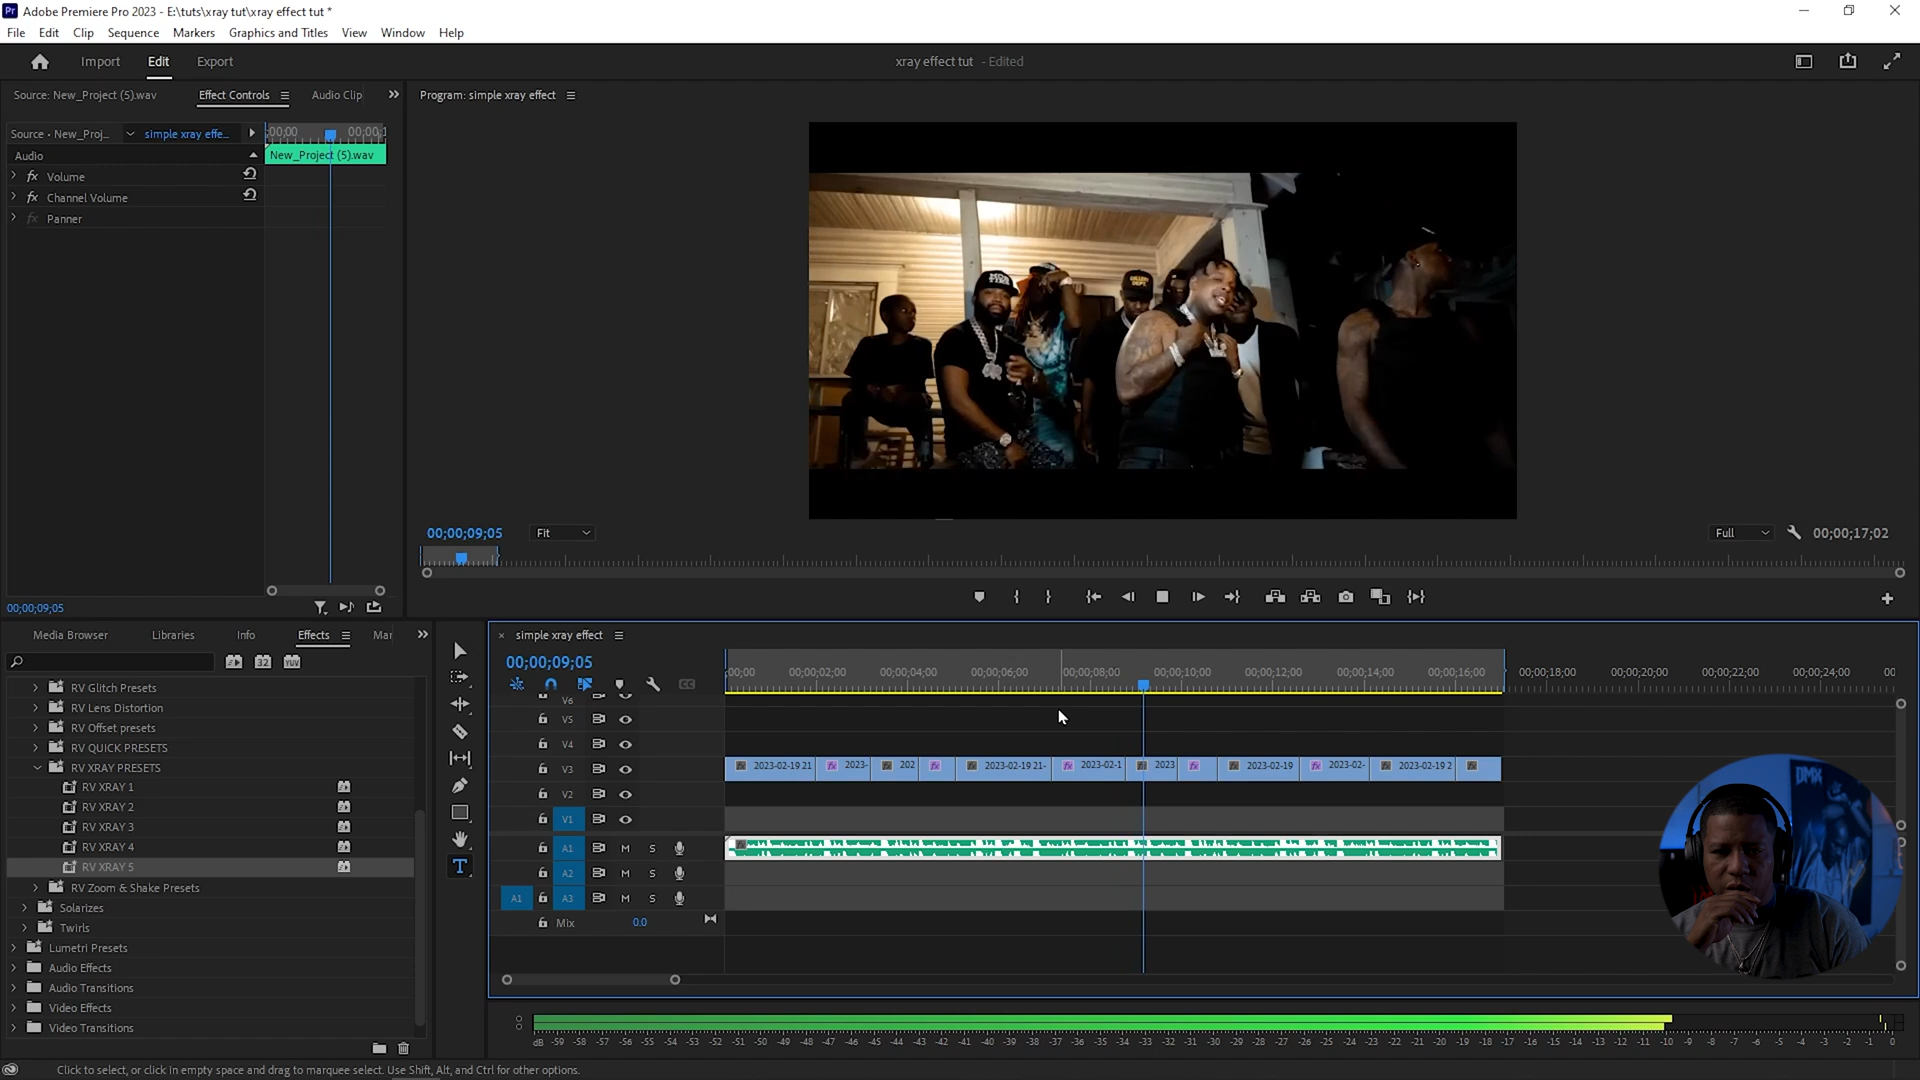 Adobe Premiere Pro 2023 - E:\tuts\xray tut\xray effect tut *
File Edit Clip Sequence Markers Graphics and Titles View Window Help
Import Edit Export
xray effect tut - Edited
Source: New_Project (5).wav Effect Controls Audio Clip
Program: simple xray effect
Source • New_Proj.. simple xray effe... ;00;00 00;00;1
Audio New_Project (5).wav
fx Volume
fx Channel Volume
fx Panner
00;00;09;05 Fit Full 00;00;17;02
00;00;09;05
Media Browser Libraries Info Effects Mar
simple xray effect
00;00;09;05
;00;00 00;00;02;00 00;00;04;00 00;00;06;00 00;00;08;00 00;00;10;00 00;00;12;00 00;00;14;00 00;00;16;00 00;00;18;00 00;00;20;00 00;00;22;00 00;00;24;00 00
RV Glitch Presets
RV Lens Distortion
RV Offset presets
RV QUICK PRESETS
RV XRAY PRESETS
RV XRAY 1
RV XRAY 2
RV XRAY 3
RV XRAY 4
RV XRAY 5
RV Zoom & Shake Presets
Solarizes
Twirls
Lumetri Presets
Audio Effects
Audio Transitions
Video Effects
Video Transitions
V6
V5
V4
V3 2023-02-19 21 2023- 202 2023-02-19 21- 2023-02-1 2023 2023-02-19 2023-02- 2023-02-19 2
V2
V1
A1 M S
A2 M S
A1 A3 M S
Mix 0.0
DMX
dB -59 -58 -57 -56 -55 -54 -53 -52 -51 -50 -49 -48 -47 -46 -45 -44 -43 -42 -41 -40 -39 -38 -37 -36 -35 -34 -33 -32 -31 -30 -29 -28 -27 -26 -25 -24 -23 -22 -21 -20 -19 -18 -17 -16 -15 -14 -13 -12 -11 -10 -9 -8 -7 -6 -5 -4 -3 -2 -1 0
Click to select, or click in empty space and drag to marquee select. Use Shift, Alt, and Ctrl for other options.